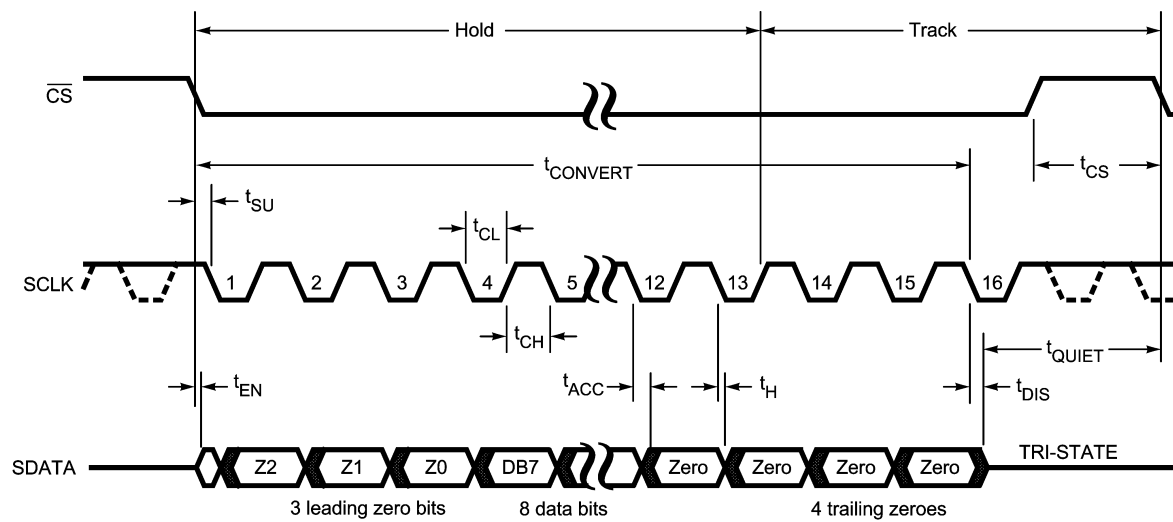 Hold Track
CS
tCONVERT tCS
tSU
tCL
SCLK 1 2 3 4 5 12 13 14 15 16
tCH
tQUIET
tEN tACC tH tDIS
SDATA Z2 Z1 Z0 DB7 Zero Zero Zero Zero TRI-STATE
3 leading zero bits 8 data bits 4 trailing zeroes